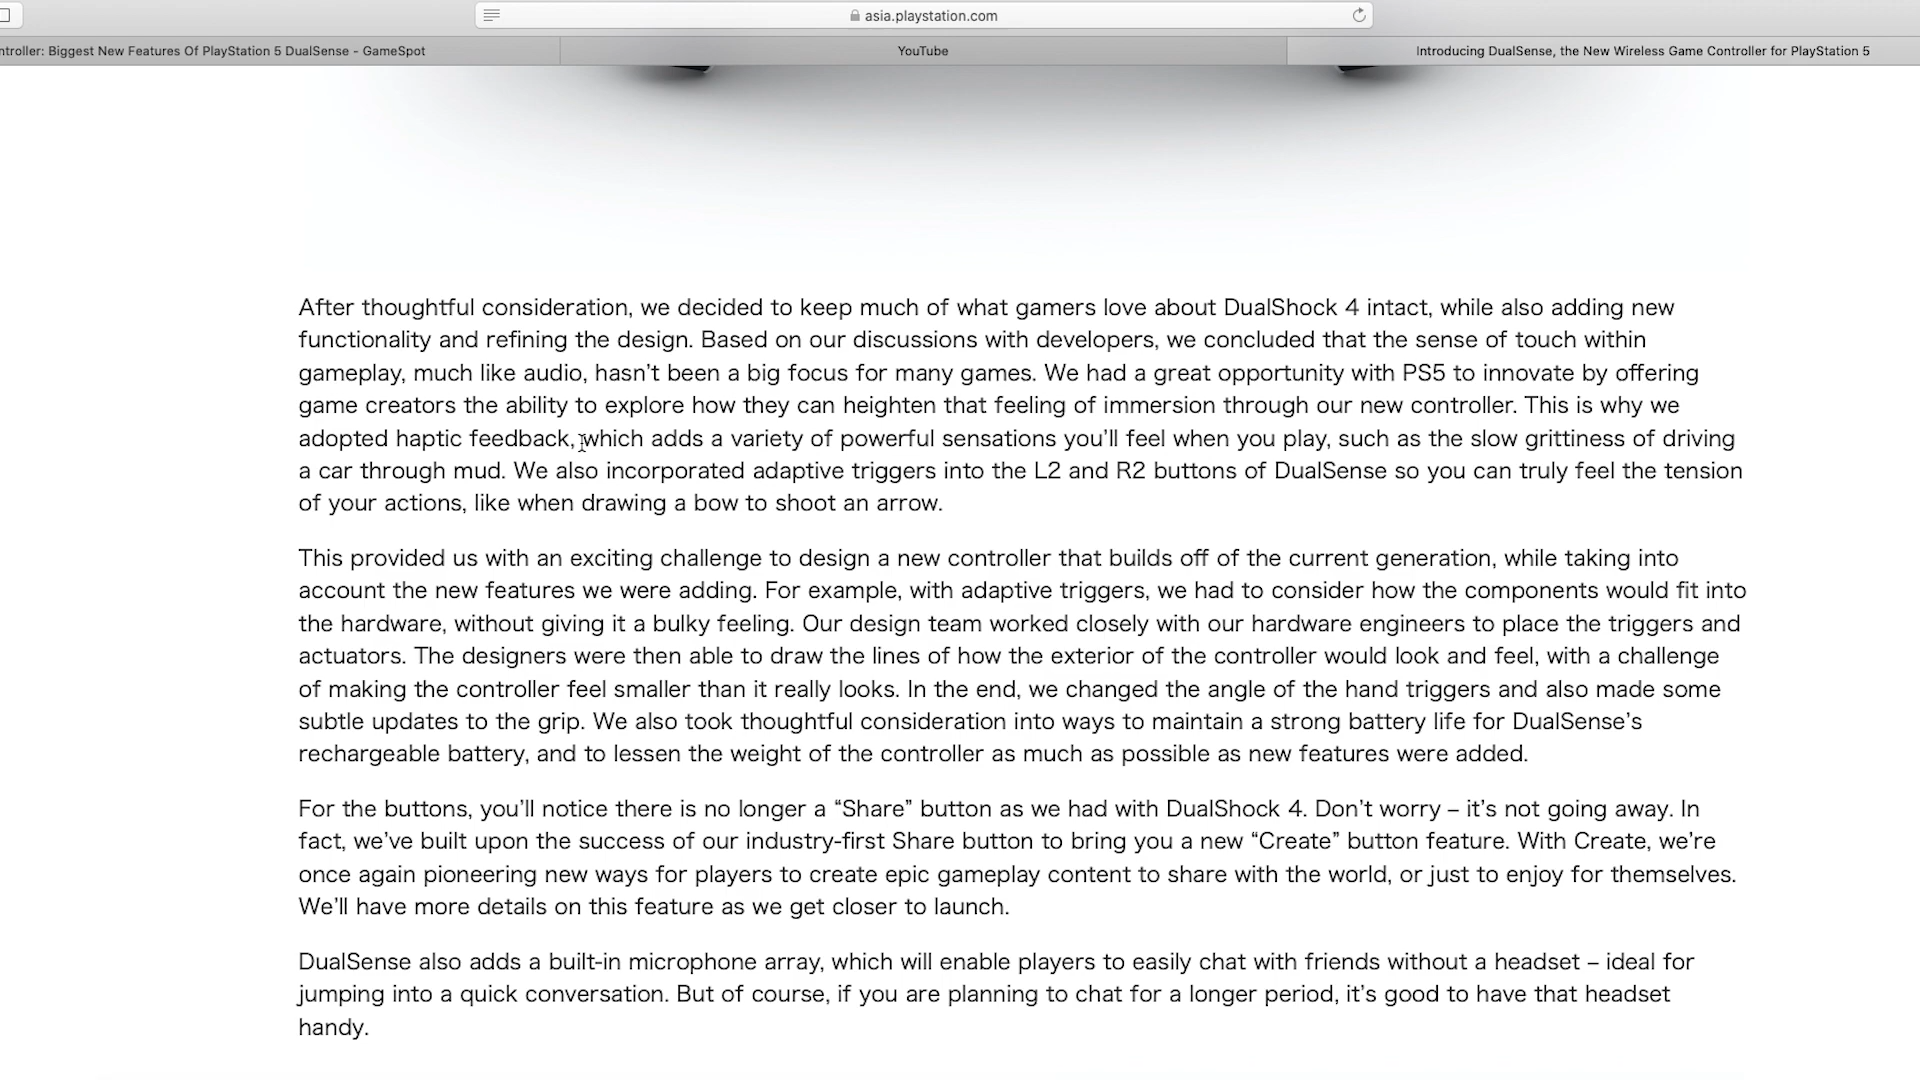 asia.playstation.com
ntroller: Biggest New Features Of PlayStation 5 DualSense - GameSpot
YouTube
Introducing DualSense, the New Wireless Game Controller for PlayStation 5
After thoughtful consideration, we decided to keep much of what gamers love about DualShock 4 intact, while also adding new
functionality and refining the design. Based on our discussions with developers, we concluded that the sense of touch within
gameplay, much like audio, hasn’t been a big focus for many games. We had a great opportunity with PS5 to innovate by offering
game creators the ability to explore how they can heighten that feeling of immersion through our new controller. This is why we
adopted haptic feedback, which adds a variety of powerful sensations you’ll feel when you play, such as the slow grittiness of driving
a car through mud. We also incorporated adaptive triggers into the L2 and R2 buttons of DualSense so you can truly feel the tension
of your actions, like when drawing a bow to shoot an arrow.
This provided us with an exciting challenge to design a new controller that builds off of the current generation, while taking into
account the new features we were adding. For example, with adaptive triggers, we had to consider how the components would fit into
the hardware, without giving it a bulky feeling. Our design team worked closely with our hardware engineers to place the triggers and
actuators. The designers were then able to draw the lines of how the exterior of the controller would look and feel, with a challenge
of making the controller feel smaller than it really looks. In the end, we changed the angle of the hand triggers and also made some
subtle updates to the grip. We also took thoughtful consideration into ways to maintain a strong battery life for DualSense’s
rechargeable battery, and to lessen the weight of the controller as much as possible as new features were added.
For the buttons, you’ll notice there is no longer a “Share” button as we had with DualShock 4. Don’t worry – it’s not going away. In
fact, we’ve built upon the success of our industry-first Share button to bring you a new “Create” button feature. With Create, we’re
once again pioneering new ways for players to create epic gameplay content to share with the world, or just to enjoy for themselves.
We’ll have more details on this feature as we get closer to launch.
DualSense also adds a built-in microphone array, which will enable players to easily chat with friends without a headset – ideal for
jumping into a quick conversation. But of course, if you are planning to chat for a longer period, it’s good to have that headset
handy.